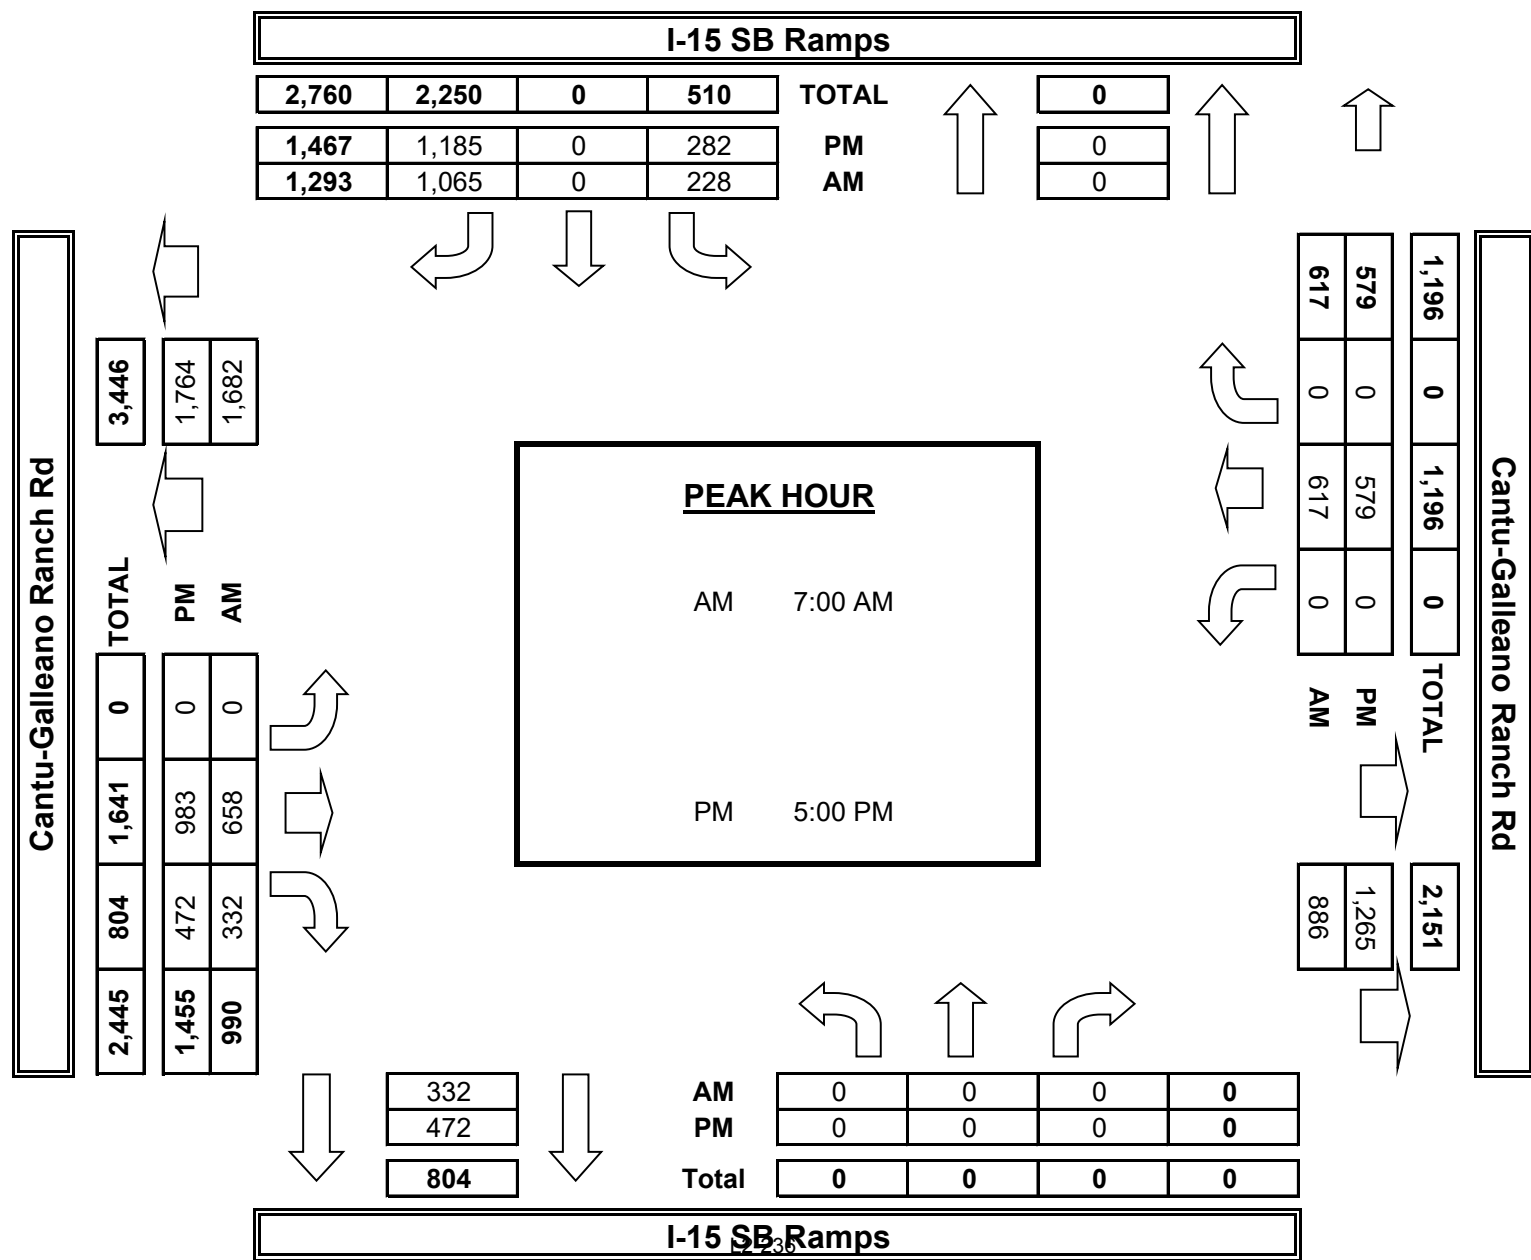 I-15 SB Ramps
2,760 2,250 0 510 TOTAL 0
1,467 1,185 0 282 PM 0
1,293 1,065 0 228 AM 0
Cantu-Galleano Ranch Rd
3,446 1,764 1,682
TOTAL PM AM
0 0 0
1,641 983 658
804 472 332
2,445 1,455 990
PEAK HOUR
AM 7:00 AM
PM 5:00 PM
617 579 1,196
0 0 0
617 579 1,196
0 0 0
AM PM TOTAL
886 1,265 2,151
Cantu-Galleano Ranch Rd
332 AM 0 0 0 0
472 PM 0 0 0 0
804 Total 0 0 0 0
I-15 SB Ramps
L2-236